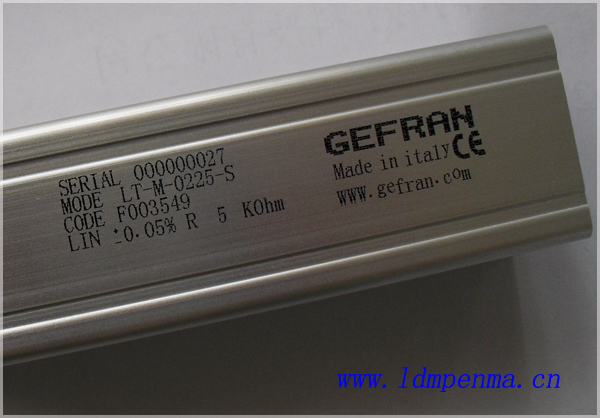 SERIAL 000000027
MODE LT-M-0225-S
CODE F003549
LIN ±0.05% R 5 KOhm
GEFRAN
Made in italy CE
www.gefran.com
www.ldmpenma.cn